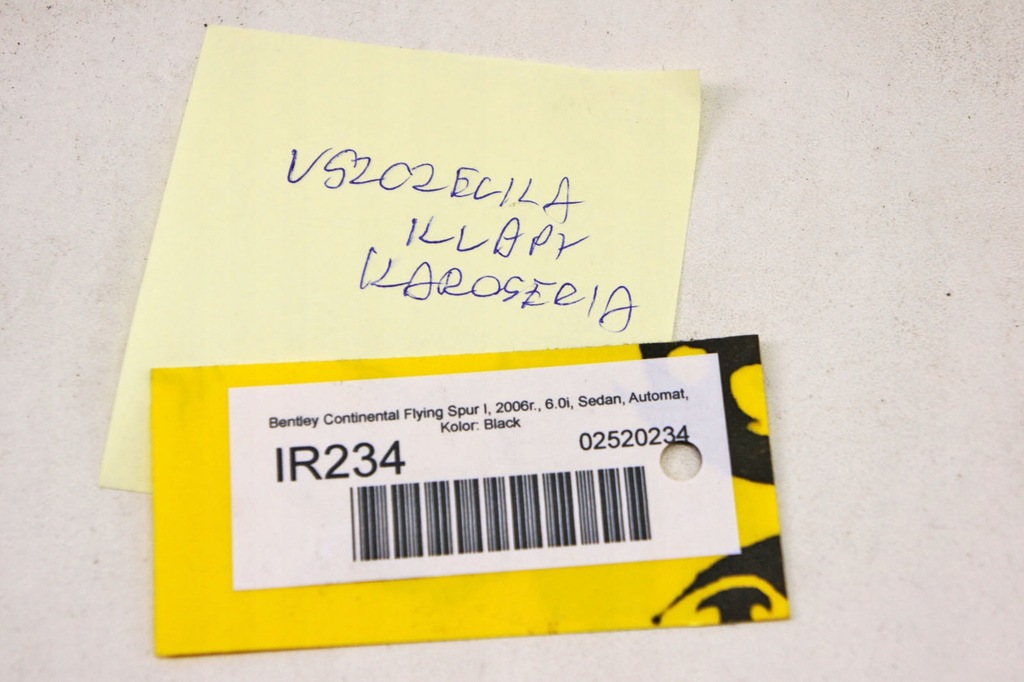 USZCZELKA
KLAPY
KAROSERIA
Bentley Continental Flying Spur I, 2006r., 6.0i, Sedan, Automat,
Kolor: Black
IR234
02520234